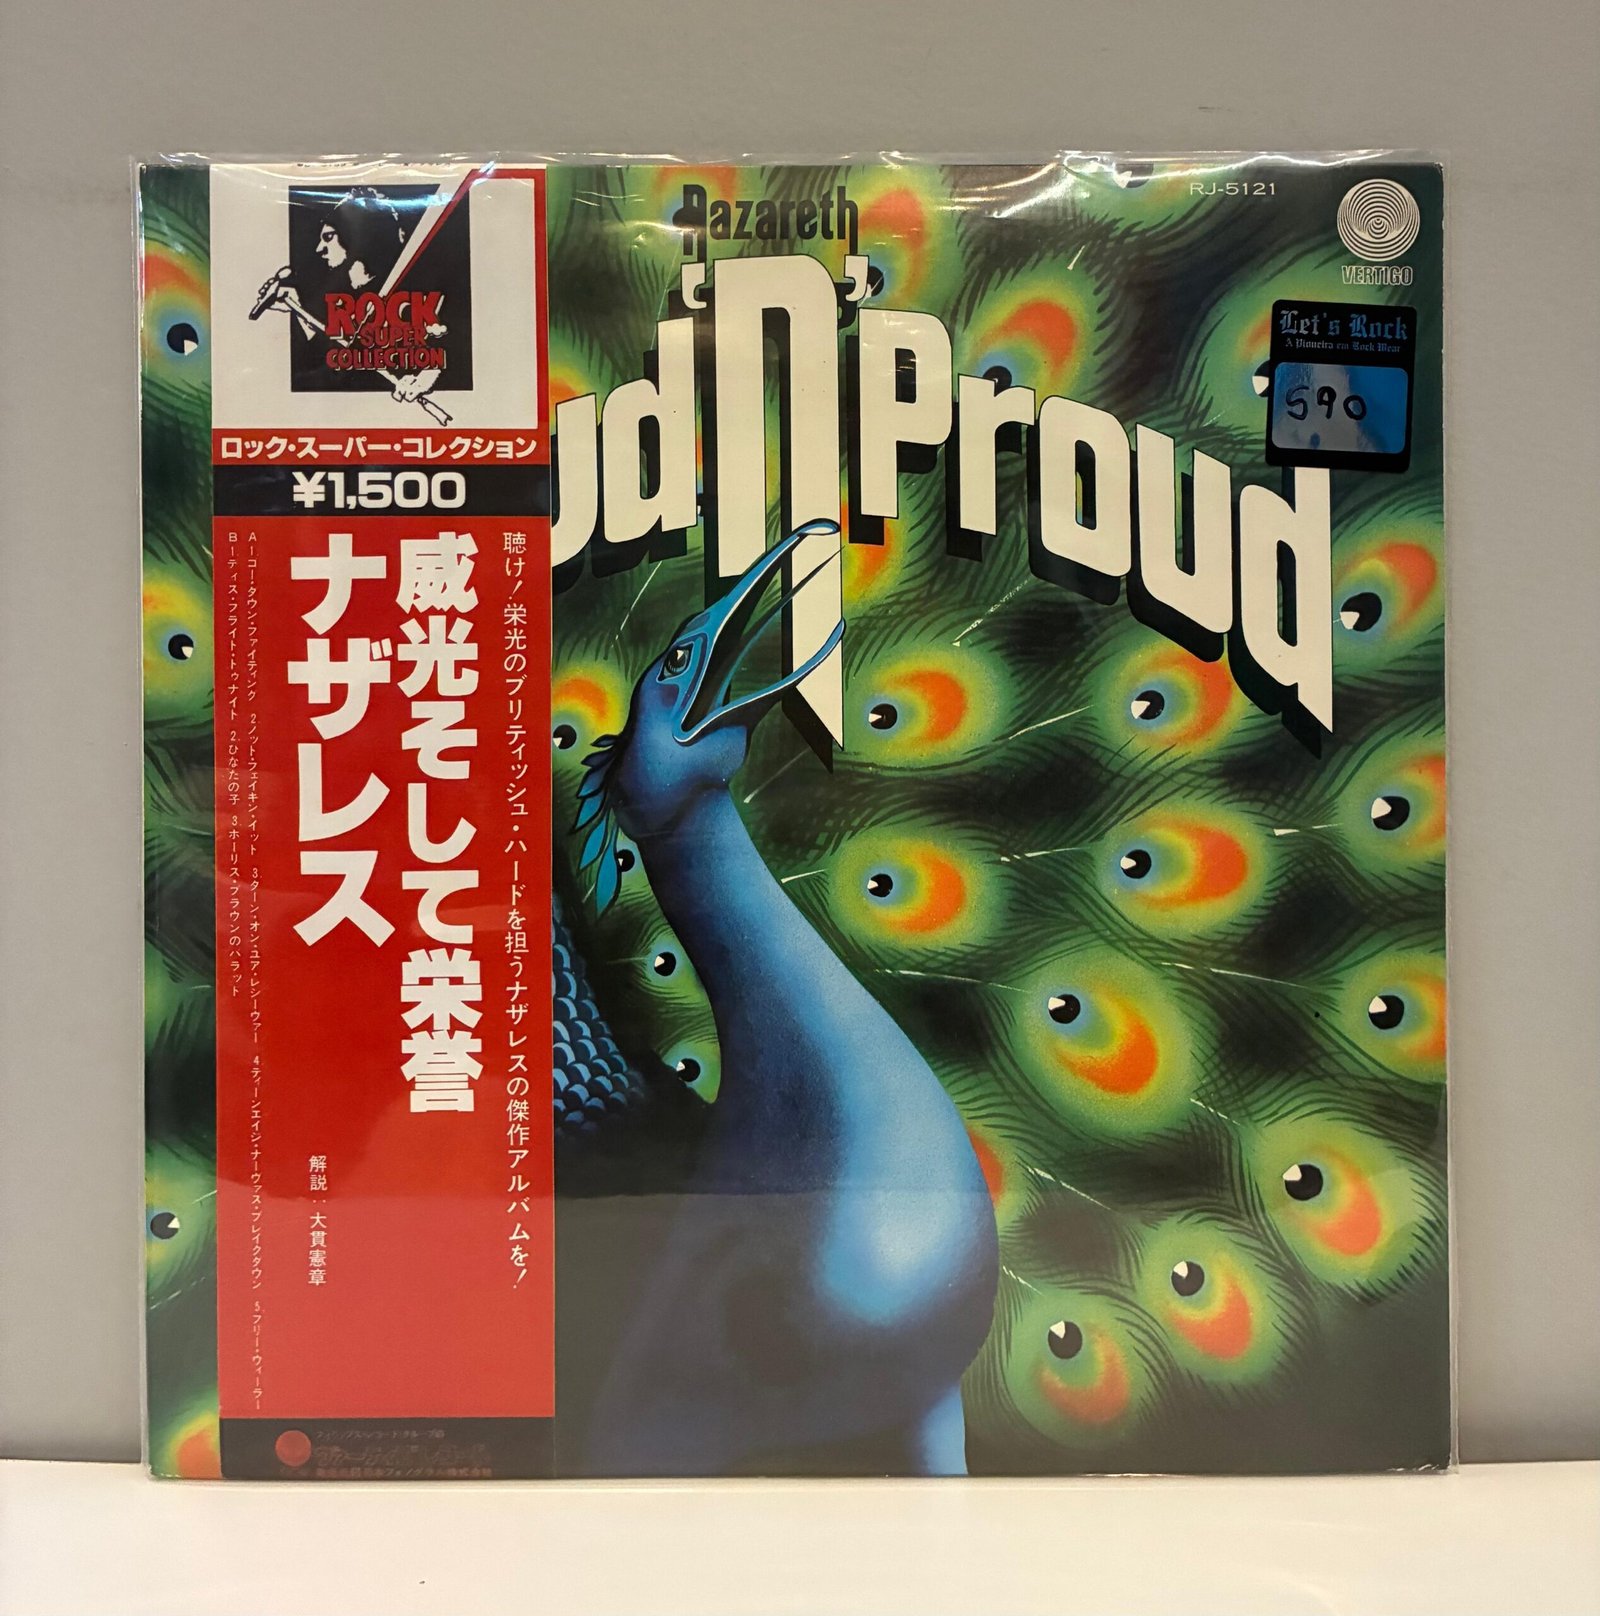 Nazareth
RJ-5121
VERTIGO
ud 'n' Proud
Let's Rock
A Pioneira em Rock Wear
590
ROCK
SUPER
COLLECTION
ロック・スーパー・コレクション
¥1,500
聴け！栄光のブリティッシュ・ハードを担うナザレスの傑作アルバムを！
威光そして栄誉
ナザレス
解説：大貫憲章
A 1.ゴー・ダウン・ファイティング 2.ノット・フェイキン・イット 3.ターン・オン・ユア・レシーヴァー 4.ティーンエイジ・ナーヴァス・ブレイクダウン 5.フリー・ウィーラー
B 1.ディス・フライト・トゥナイト 2.ひなたの子 3.ホーリス・ブラウンのバラット